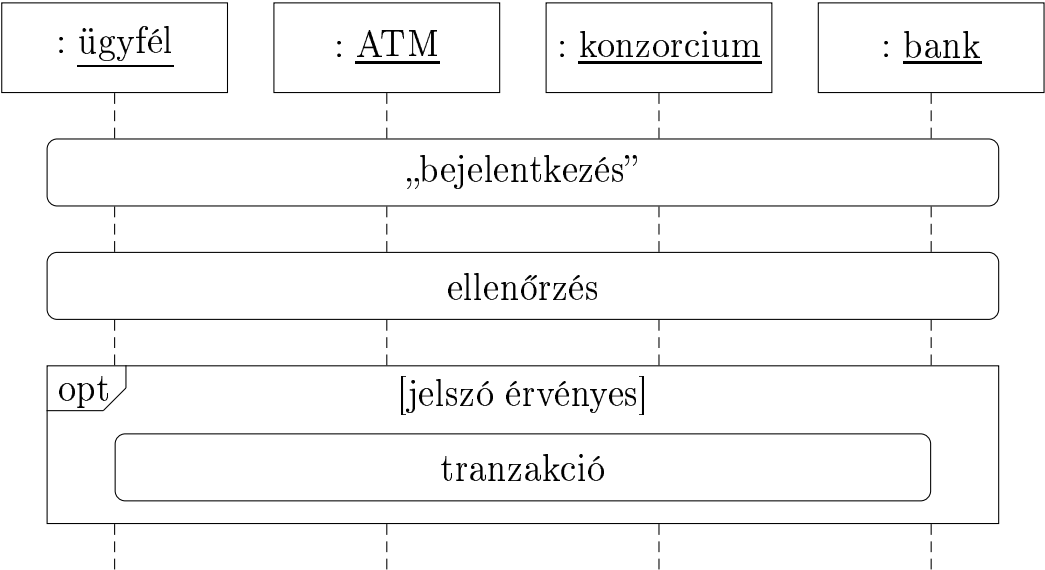 : ügyfél : ATM : konzorcium : bank
„bejelentkezés”
ellenőrzés
opt [jelszó érvényes]
tranzakció